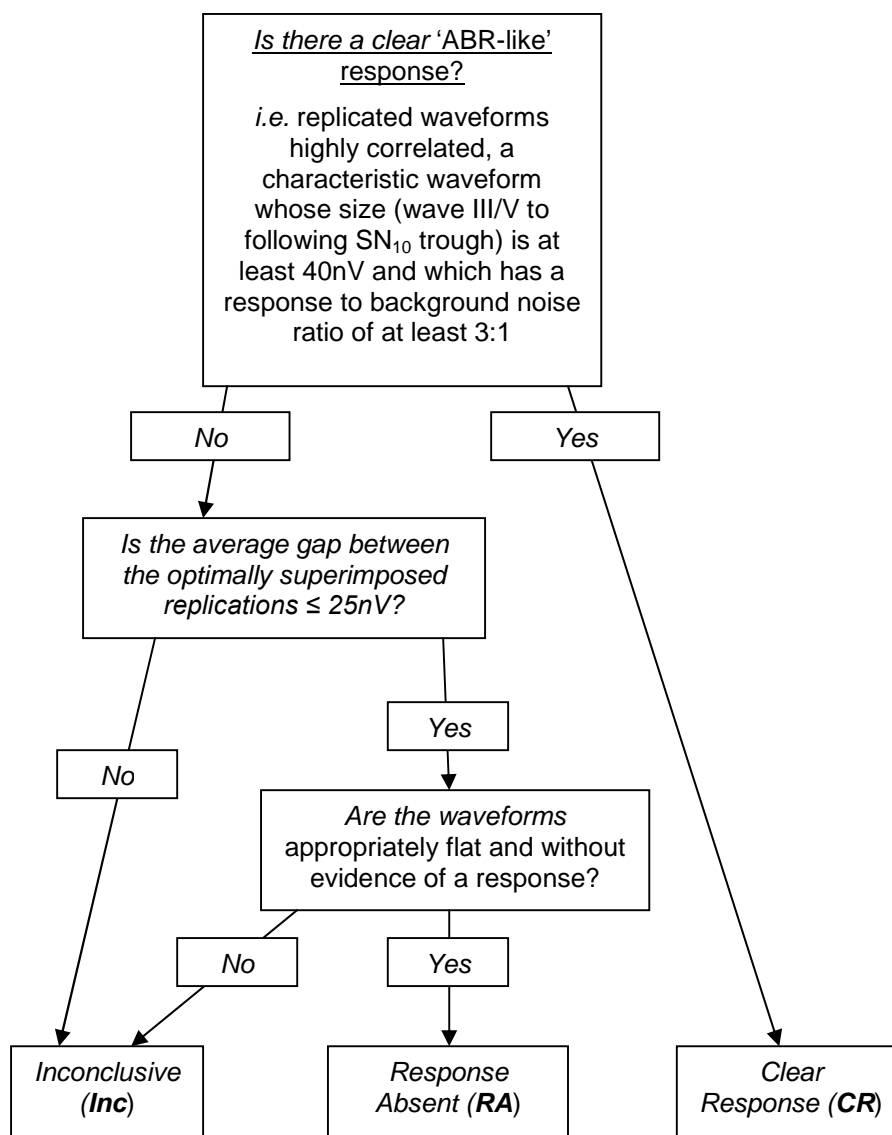 Is there a clear ‘ABR-like’
response?
i.e. replicated waveforms
highly correlated, a
characteristic waveform
whose size (wave III/V to
following SN₁₀ trough) is at
least 40nV and which has a
response to background noise
ratio of at least 3:1
No
Yes
Is the average gap between
the optimally superimposed
replications ≤ 25nV?
Yes
No
Are the waveforms
appropriately flat and without
evidence of a response?
No
Yes
Inconclusive
(Inc)
Response
Absent (RA)
Clear
Response (CR)